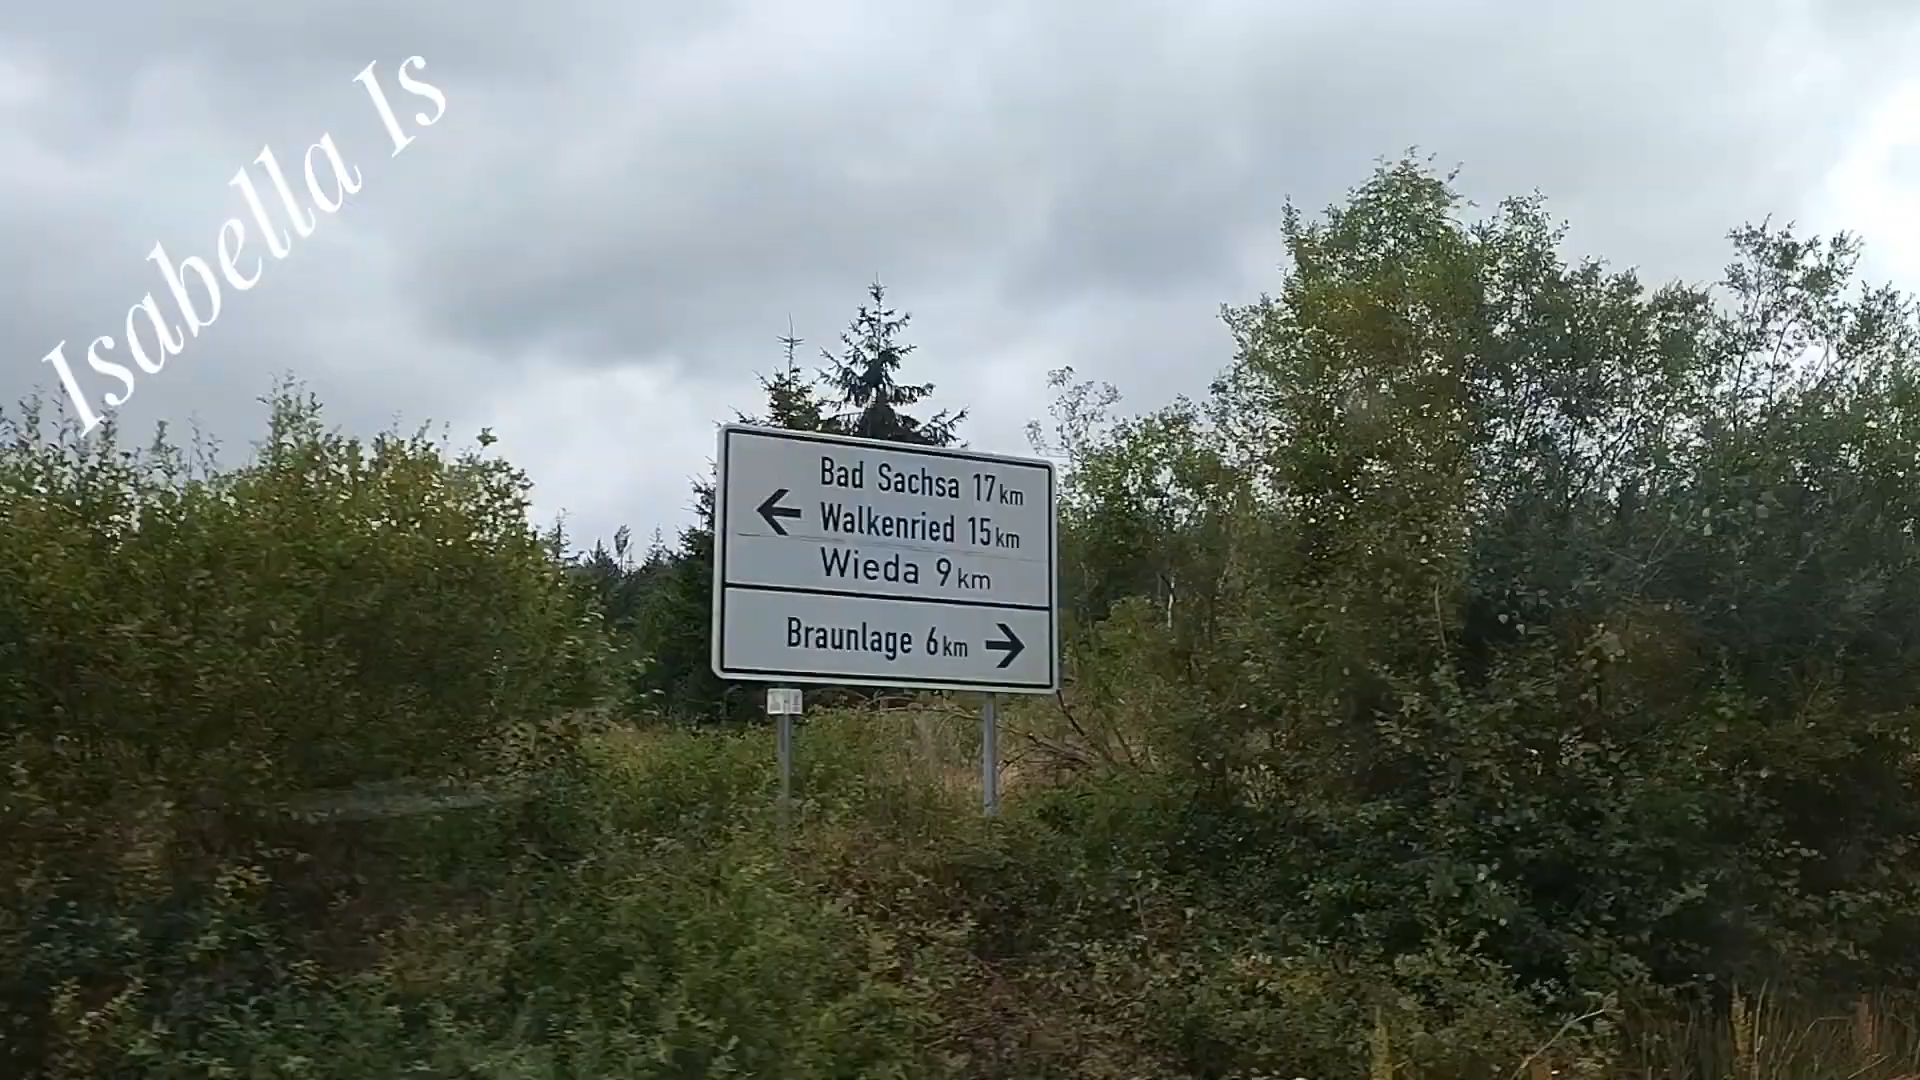 Isabella Is
Bad Sachsa 17 km
Walkenried 15 km
Wieda 9 km
Braunlage 6 km